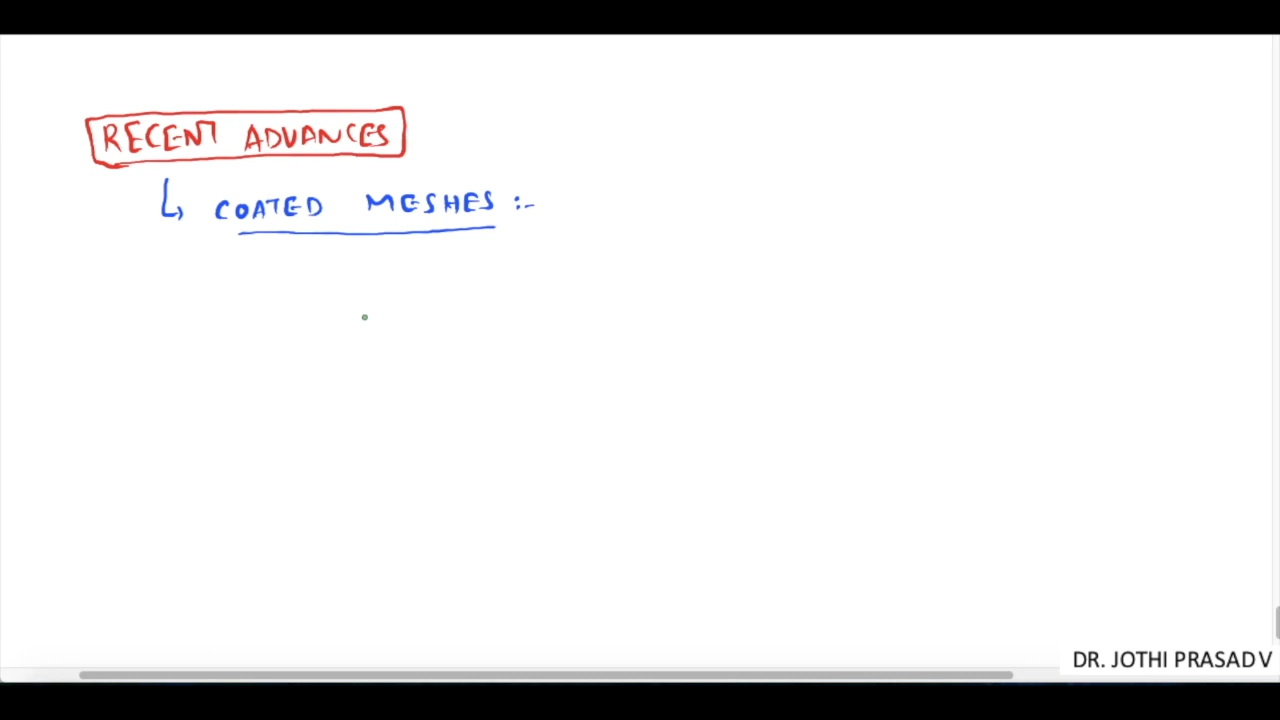 RECENT ADVANCES
↳ COATED MESHES :-
DR. JOTHI PRASAD V